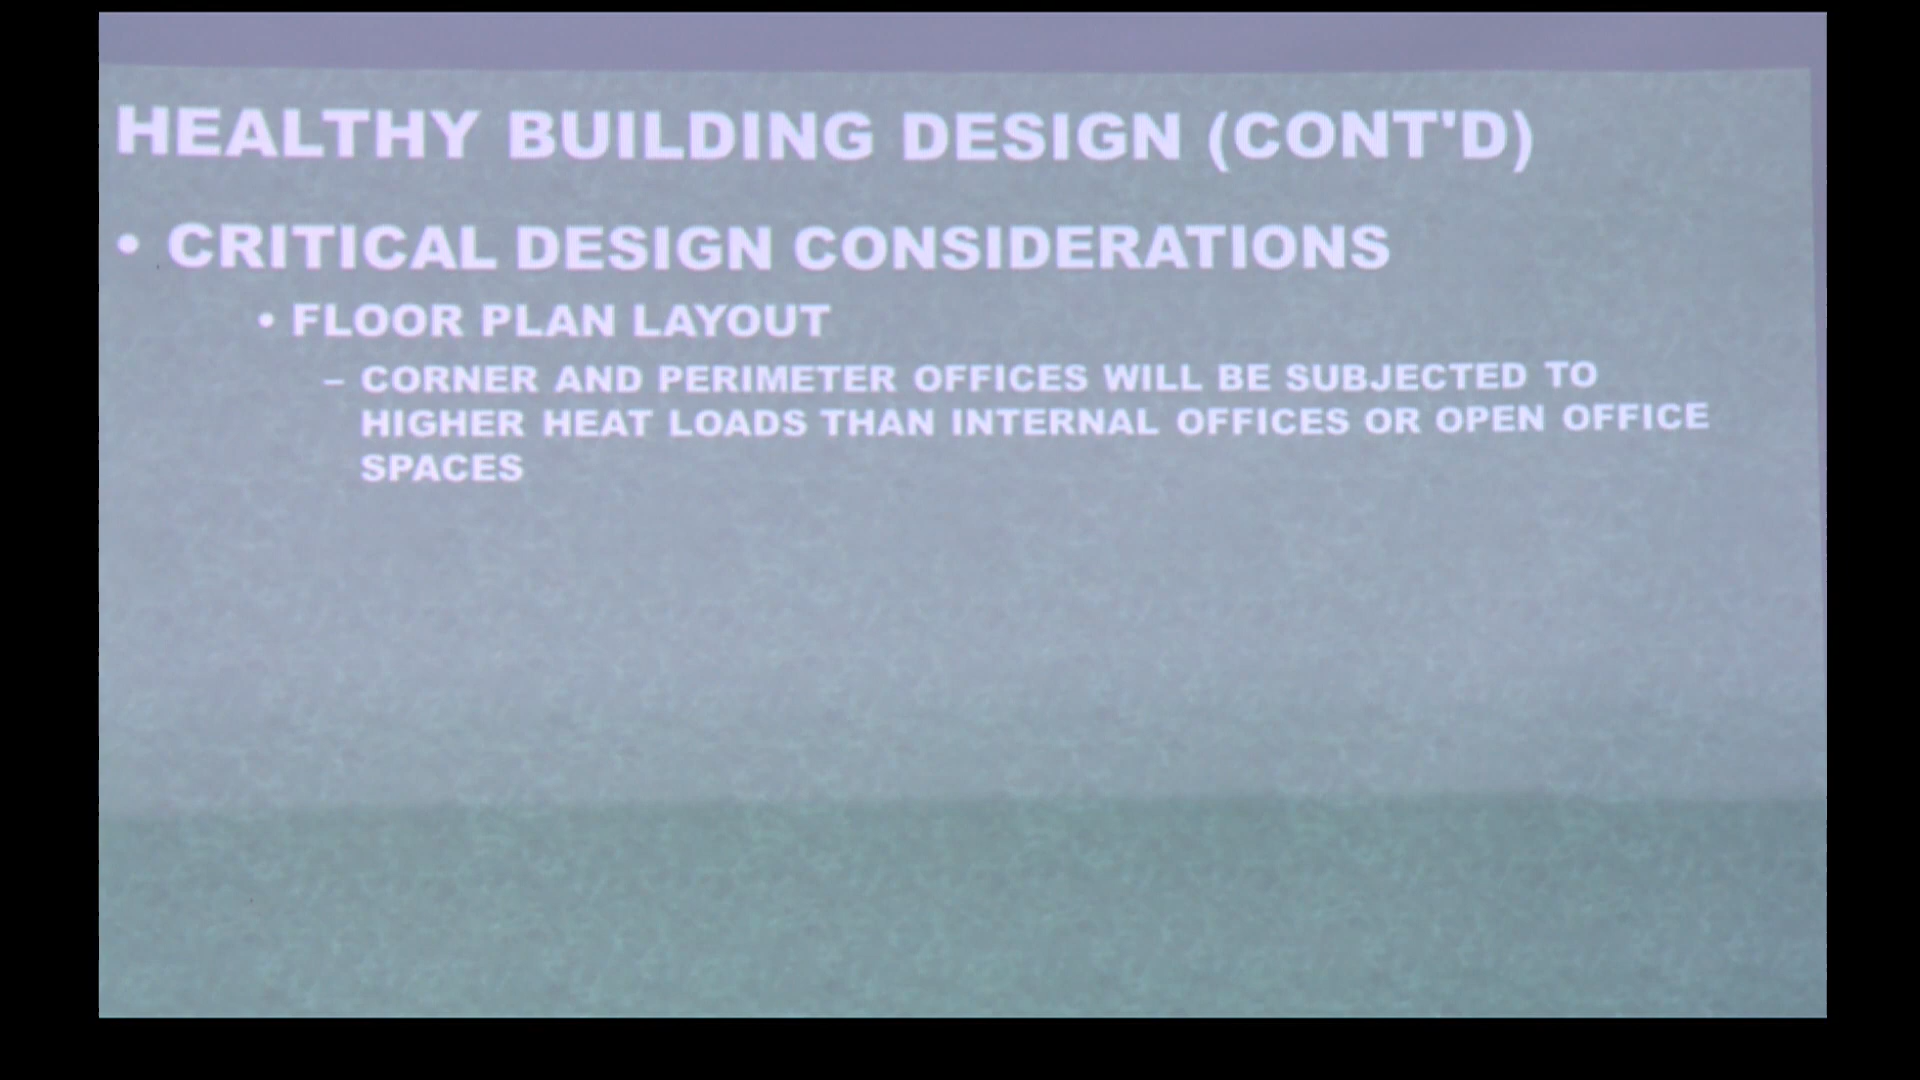 HEALTHY BUILDING DESIGN (CONT'D)
• CRITICAL DESIGN CONSIDERATIONS
• FLOOR PLAN LAYOUT
– CORNER AND PERIMETER OFFICES WILL BE SUBJECTED TO
HIGHER HEAT LOADS THAN INTERNAL OFFICES OR OPEN OFFICE
SPACES